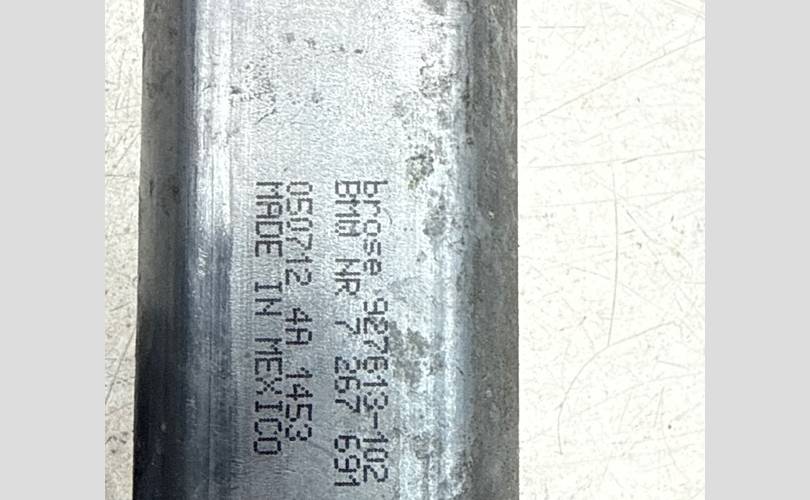 brose 927613-102
BMW NR 7 267 691
050712 4A 1453
MADE IN MEXICO